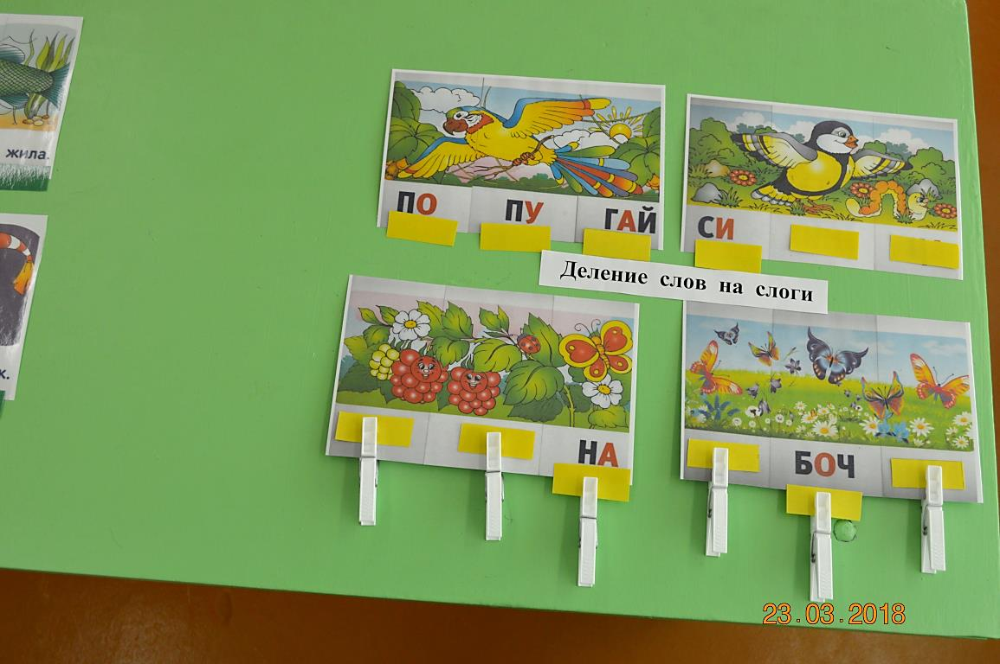 жила.
к.
ПО ПУ ГАЙ
СИ
Деление слов на слоги
НА
БОЧ
23.03.2018